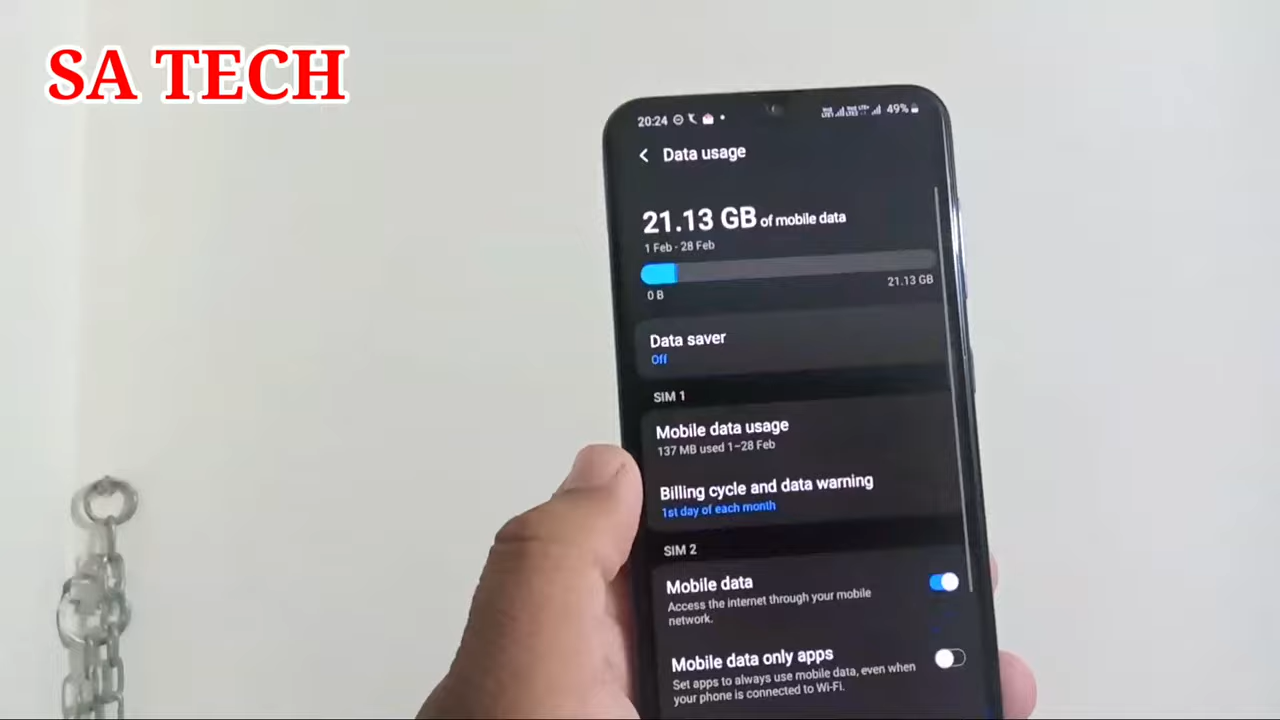 SA TECH
20:24
49%
Data usage
21.13 GB of mobile data
1 Feb - 28 Feb
0 B
21.13 GB
Data saver
Off
SIM 1
Mobile data usage
137 MB used 1–28 Feb
Billing cycle and data warning
1st day of each month
SIM 2
Mobile data
Access the internet through your mobile
network.
Mobile data only apps
Set apps to always use mobile data, even when
your phone is connected to Wi-Fi.